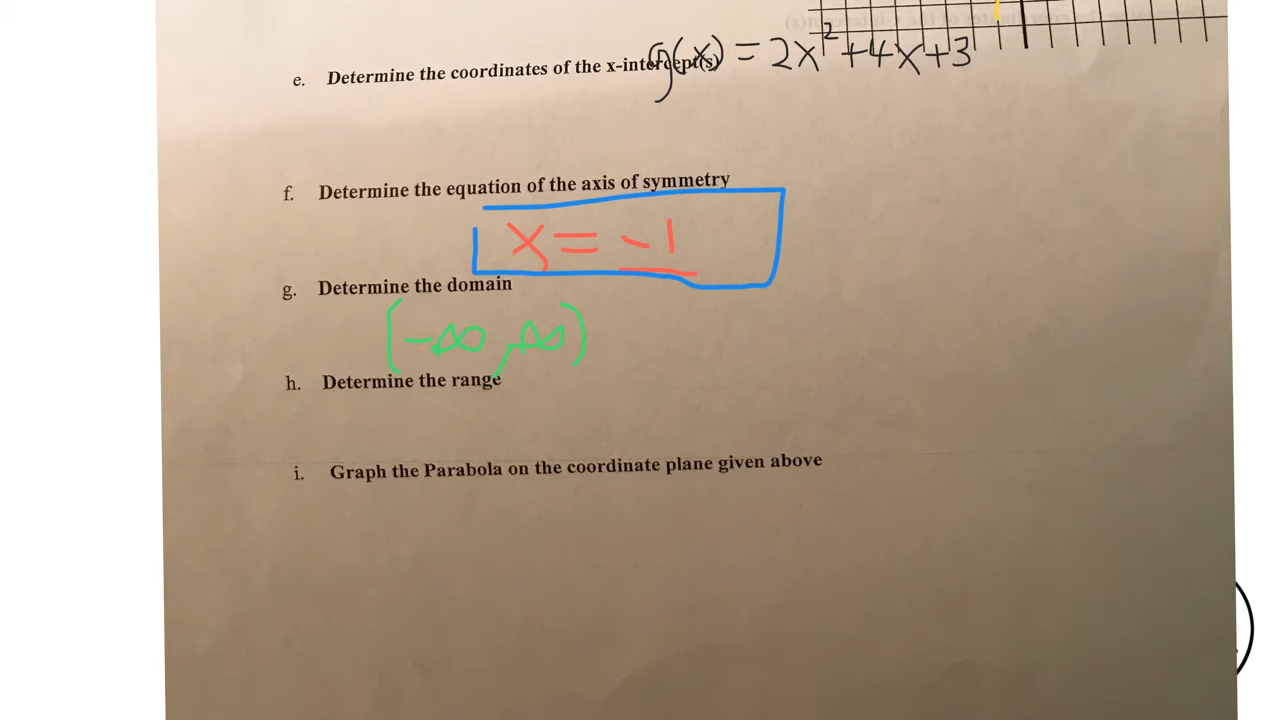 e. Determine the coordinates of the x-intercept(s)
g(x) = 2x² + 4x + 3
f. Determine the equation of the axis of symmetry
x = -1
g. Determine the domain
(-∞, ∞)
h. Determine the range
i. Graph the Parabola on the coordinate plane given above